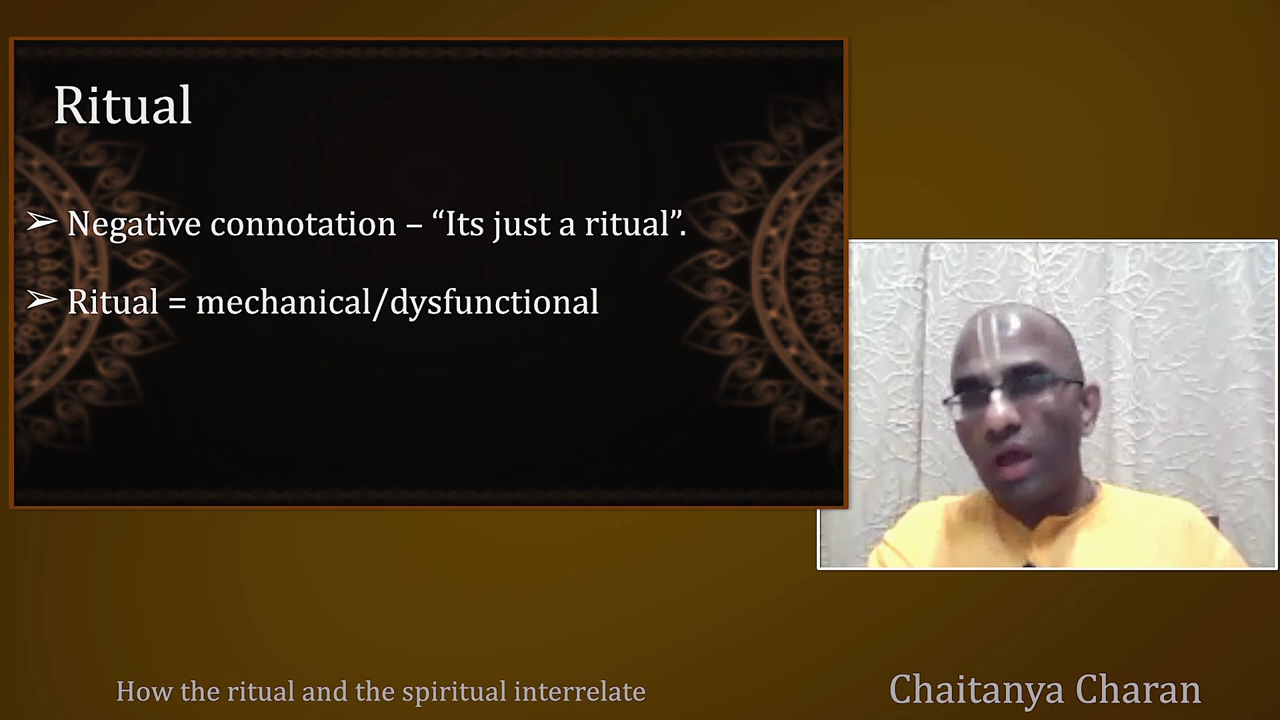 Ritual
➢ Negative connotation – “Its just a ritual”.
➢ Ritual = mechanical/dysfunctional
How the ritual and the spiritual interrelate
Chaitanya Charan